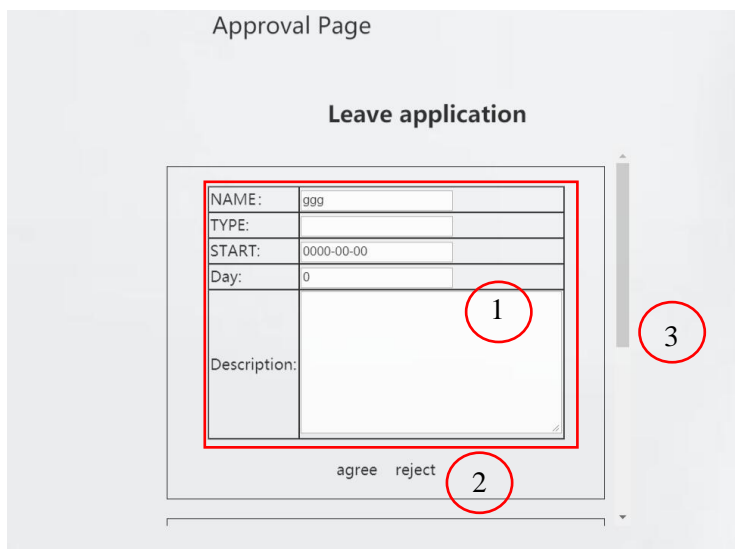 Approval Page
Leave application
NAME: ggg
TYPE:
START: 0000-00-00
Day: 0
1
3
Description:
agree reject
2